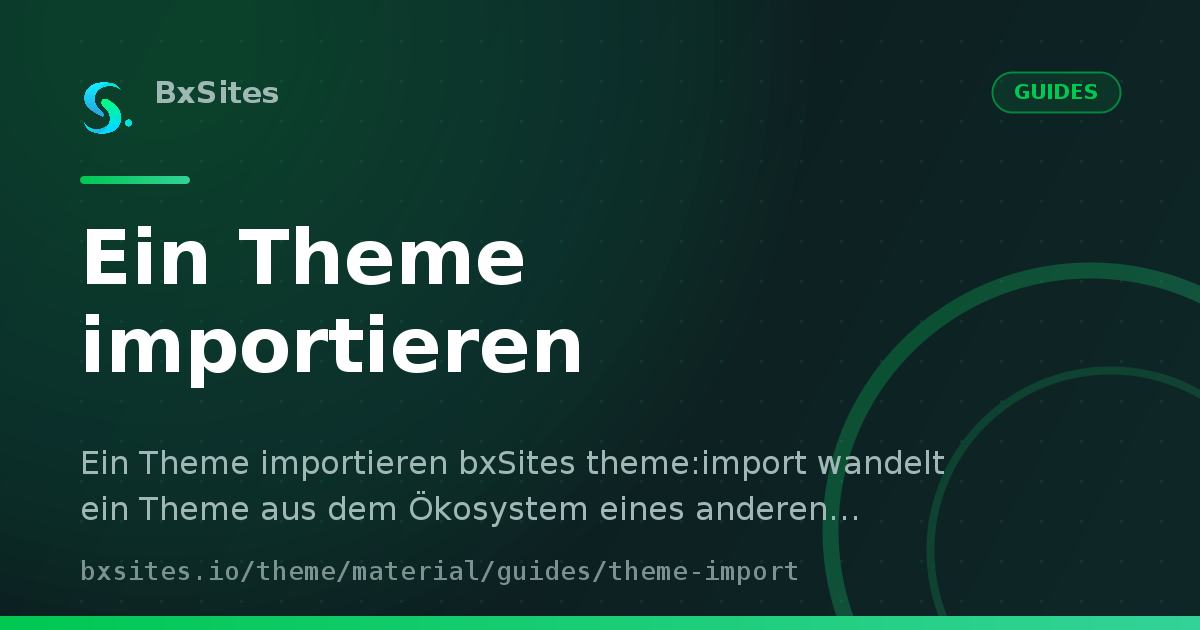 BxSites
GUIDES
Ein Theme
importieren
Ein Theme importieren bxSites theme:import wandelt
ein Theme aus dem Ökosystem eines anderen...
bxsites.io/theme/material/guides/theme-import